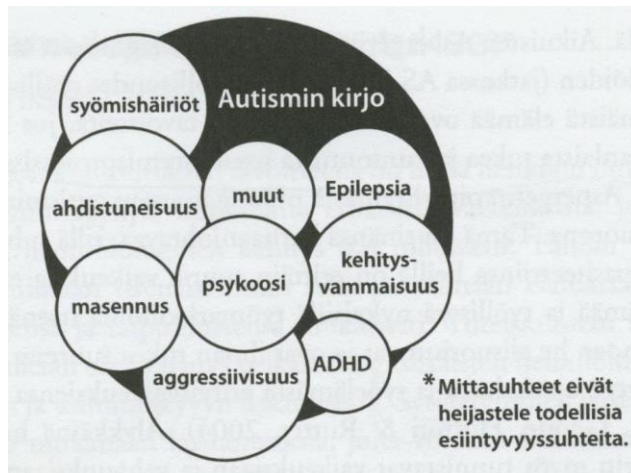 Autismin kirjo
syömishäiriöt
ahdistuneisuus
muut
Epilepsia
masennus
psykoosi
kehitys-
vammaisuus
aggressiivisuus
ADHD
* Mittasuhteet eivät
heijastele todellisia
esiintyvyyssuhteita.